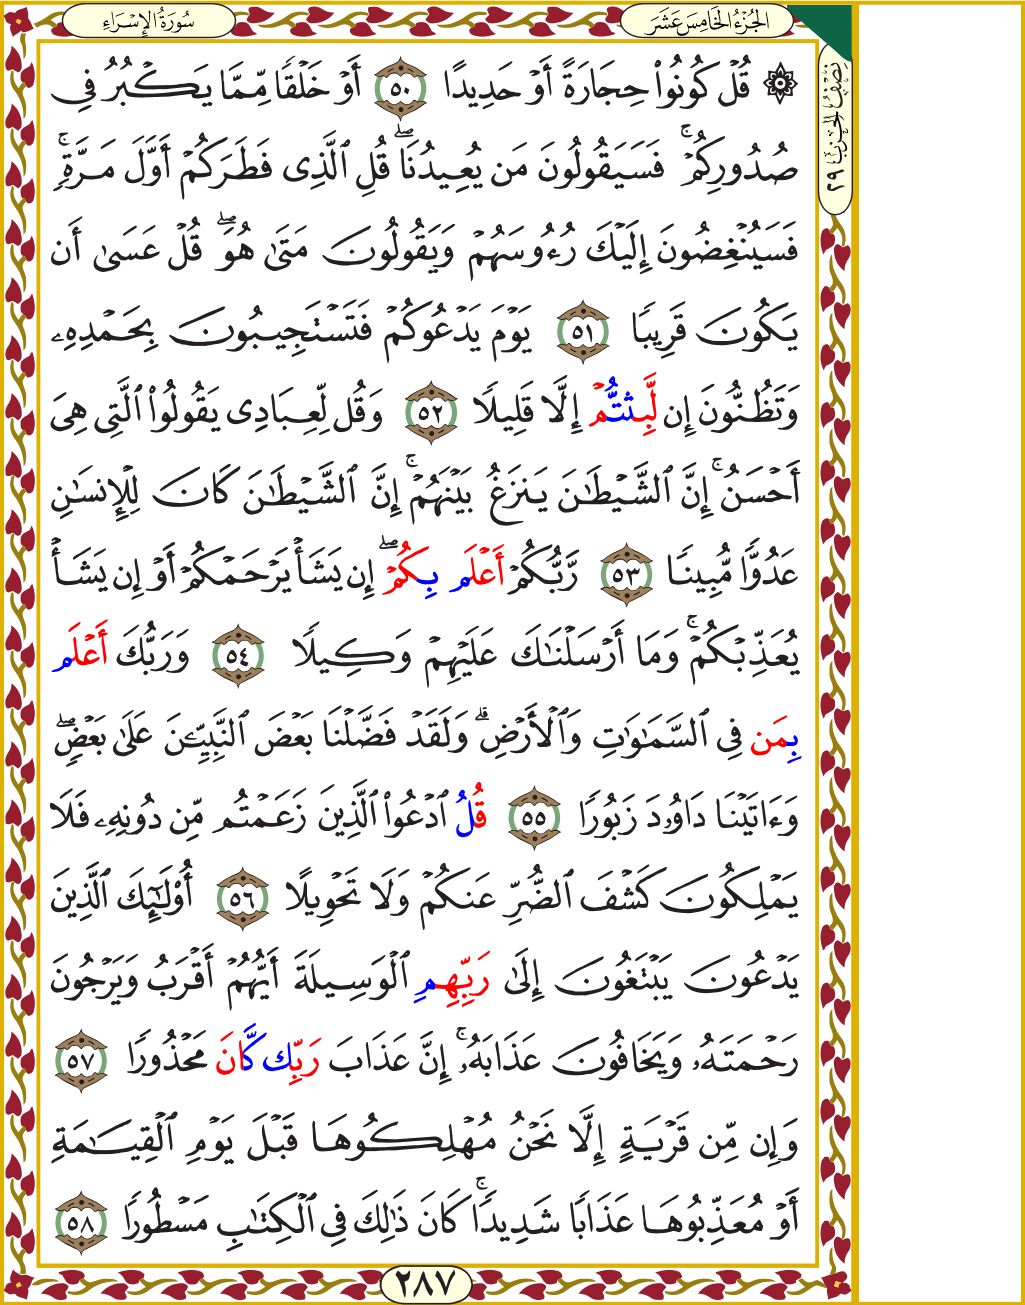 سُورَةُ الإِسْرَاءِ
الجُزْءُ الخَامِسَ عَشَرَ
نِصْفُ الحِزْبِ ٢٩
۞ قُلْ كُونُوا۟ حِجَارَةً أَوْ حَدِيدًا ٥٠ أَوْ خَلْقًا مِّمَّا يَكْبُرُ فِى
صُدُورِكُمْ ۚ فَسَيَقُولُونَ مَن يُعِيدُنَا ۖ قُلِ ٱلَّذِى فَطَرَكُمْ أَوَّلَ مَرَّةٍ ۚ
فَسَيُنْغِضُونَ إِلَيْكَ رُءُوسَهُمْ وَيَقُولُونَ مَتَىٰ هُوَ ۖ قُلْ عَسَىٰ أَن
يَكُونَ قَرِيبًا ٥١ يَوْمَ يَدْعُوكُمْ فَتَسْتَجِيبُونَ بِحَمْدِهِۦ
وَتَظُنُّونَ إِن لَّبِثتُّمْ إِلَّا قَلِيلًا ٥٢ وَقُل لِّعِبَادِى يَقُولُوا۟ ٱلَّتِى هِىَ
أَحْسَنُ ۚ إِنَّ ٱلشَّيْطَـٰنَ يَنزَغُ بَيْنَهُمْ ۚ إِنَّ ٱلشَّيْطَـٰنَ كَانَ لِلْإِنسَـٰنِ
عَدُوًّا مُّبِينًا ٥٣ رَّبُّكُمْ أَعْلَم بِكُمْ ۖ إِن يَشَأْ يَرْحَمْكُمْ أَوْ إِن يَشَأْ
يُعَذِّبْكُمْ ۚ وَمَا أَرْسَلْنَـٰكَ عَلَيْهِمْ وَكِيلًا ٥٤ وَرَبُّكَ أَعْلَم
بِمَن فِى ٱلسَّمَـٰوَٰتِ وَٱلْأَرْضِ ۗ وَلَقَدْ فَضَّلْنَا بَعْضَ ٱلنَّبِيِّـۧنَ عَلَىٰ بَعْضٍ ۖ
وَءَاتَيْنَا دَاوُۥدَ زَبُورًا ٥٥ قُلُ ٱدْعُوا۟ ٱلَّذِينَ زَعَمْتُم مِّن دُونِهِۦ فَلَا
يَمْلِكُونَ كَشْفَ ٱلضُّرِّ عَنكُمْ وَلَا تَحْوِيلًا ٥٦ أُو۟لَـٰٓئِكَ ٱلَّذِينَ
يَدْعُونَ يَبْتَغُونَ إِلَىٰ رَبِّهِمِ ٱلْوَسِيلَةَ أَيُّهُمْ أَقْرَبُ وَيَرْجُونَ
رَحْمَتَهُۥ وَيَخَافُونَ عَذَابَهُۥ ۚ إِنَّ عَذَابَ رَبِّك كَّانَ مَحْذُورًا ٥٧
وَإِن مِّن قَرْيَةٍ إِلَّا نَحْنُ مُهْلِكُوهَا قَبْلَ يَوْمِ ٱلْقِيَـٰمَةِ
أَوْ مُعَذِّبُوهَا عَذَابًا شَدِيدًا ۚ كَانَ ذَٰلِكَ فِى ٱلْكِتَـٰبِ مَسْطُورًا ٥٨
٢٨٧